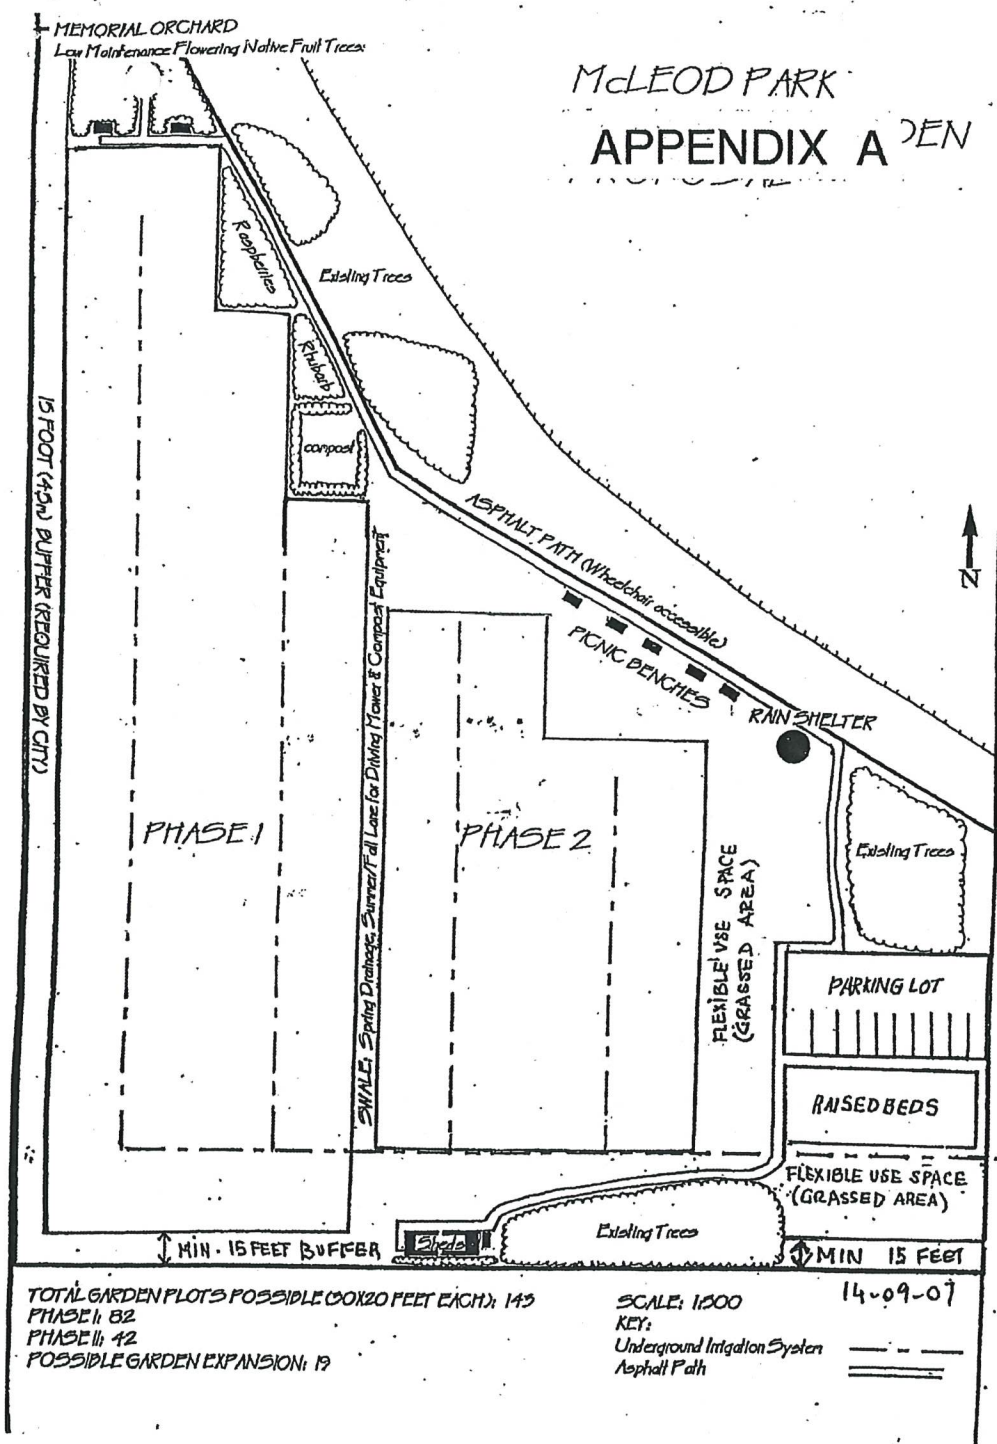 MEMORIAL ORCHARD
Low Maintenance Flowering Native Fruit Trees:
McLEOD PARK
APPENDIX A
DEN
Raspberries
Existing Trees
Rhubarb
compost
15 FOOT (4.5m) BUFFER (REQUIRED BY CITY)
ASPHALT PATH (Wheelchair accessible)
PICNIC BENCHES
N
RAIN SHELTER
SWALE: Spring Drainage, Summer/Fall Lane for Driving Mower & Compost Equipment
PHASE 1
PHASE 2
Existing Trees
FLEXIBLE USE SPACE
(GRASSED AREA)
PARKING LOT
RAISED BEDS
FLEXIBLE USE SPACE
(GRASSED AREA)
Existing Trees
Sheds
MIN. 15 FEET BUFFER
MIN 15 FEET
TOTAL GARDEN PLOTS POSSIBLE (30X20 FEET EACH): 143
PHASE I: 82
PHASE II: 42
POSSIBLE GARDEN EXPANSION: 19
SCALE: 1:500
14-09-07
KEY:
Underground Irrigation System
Asphalt Path